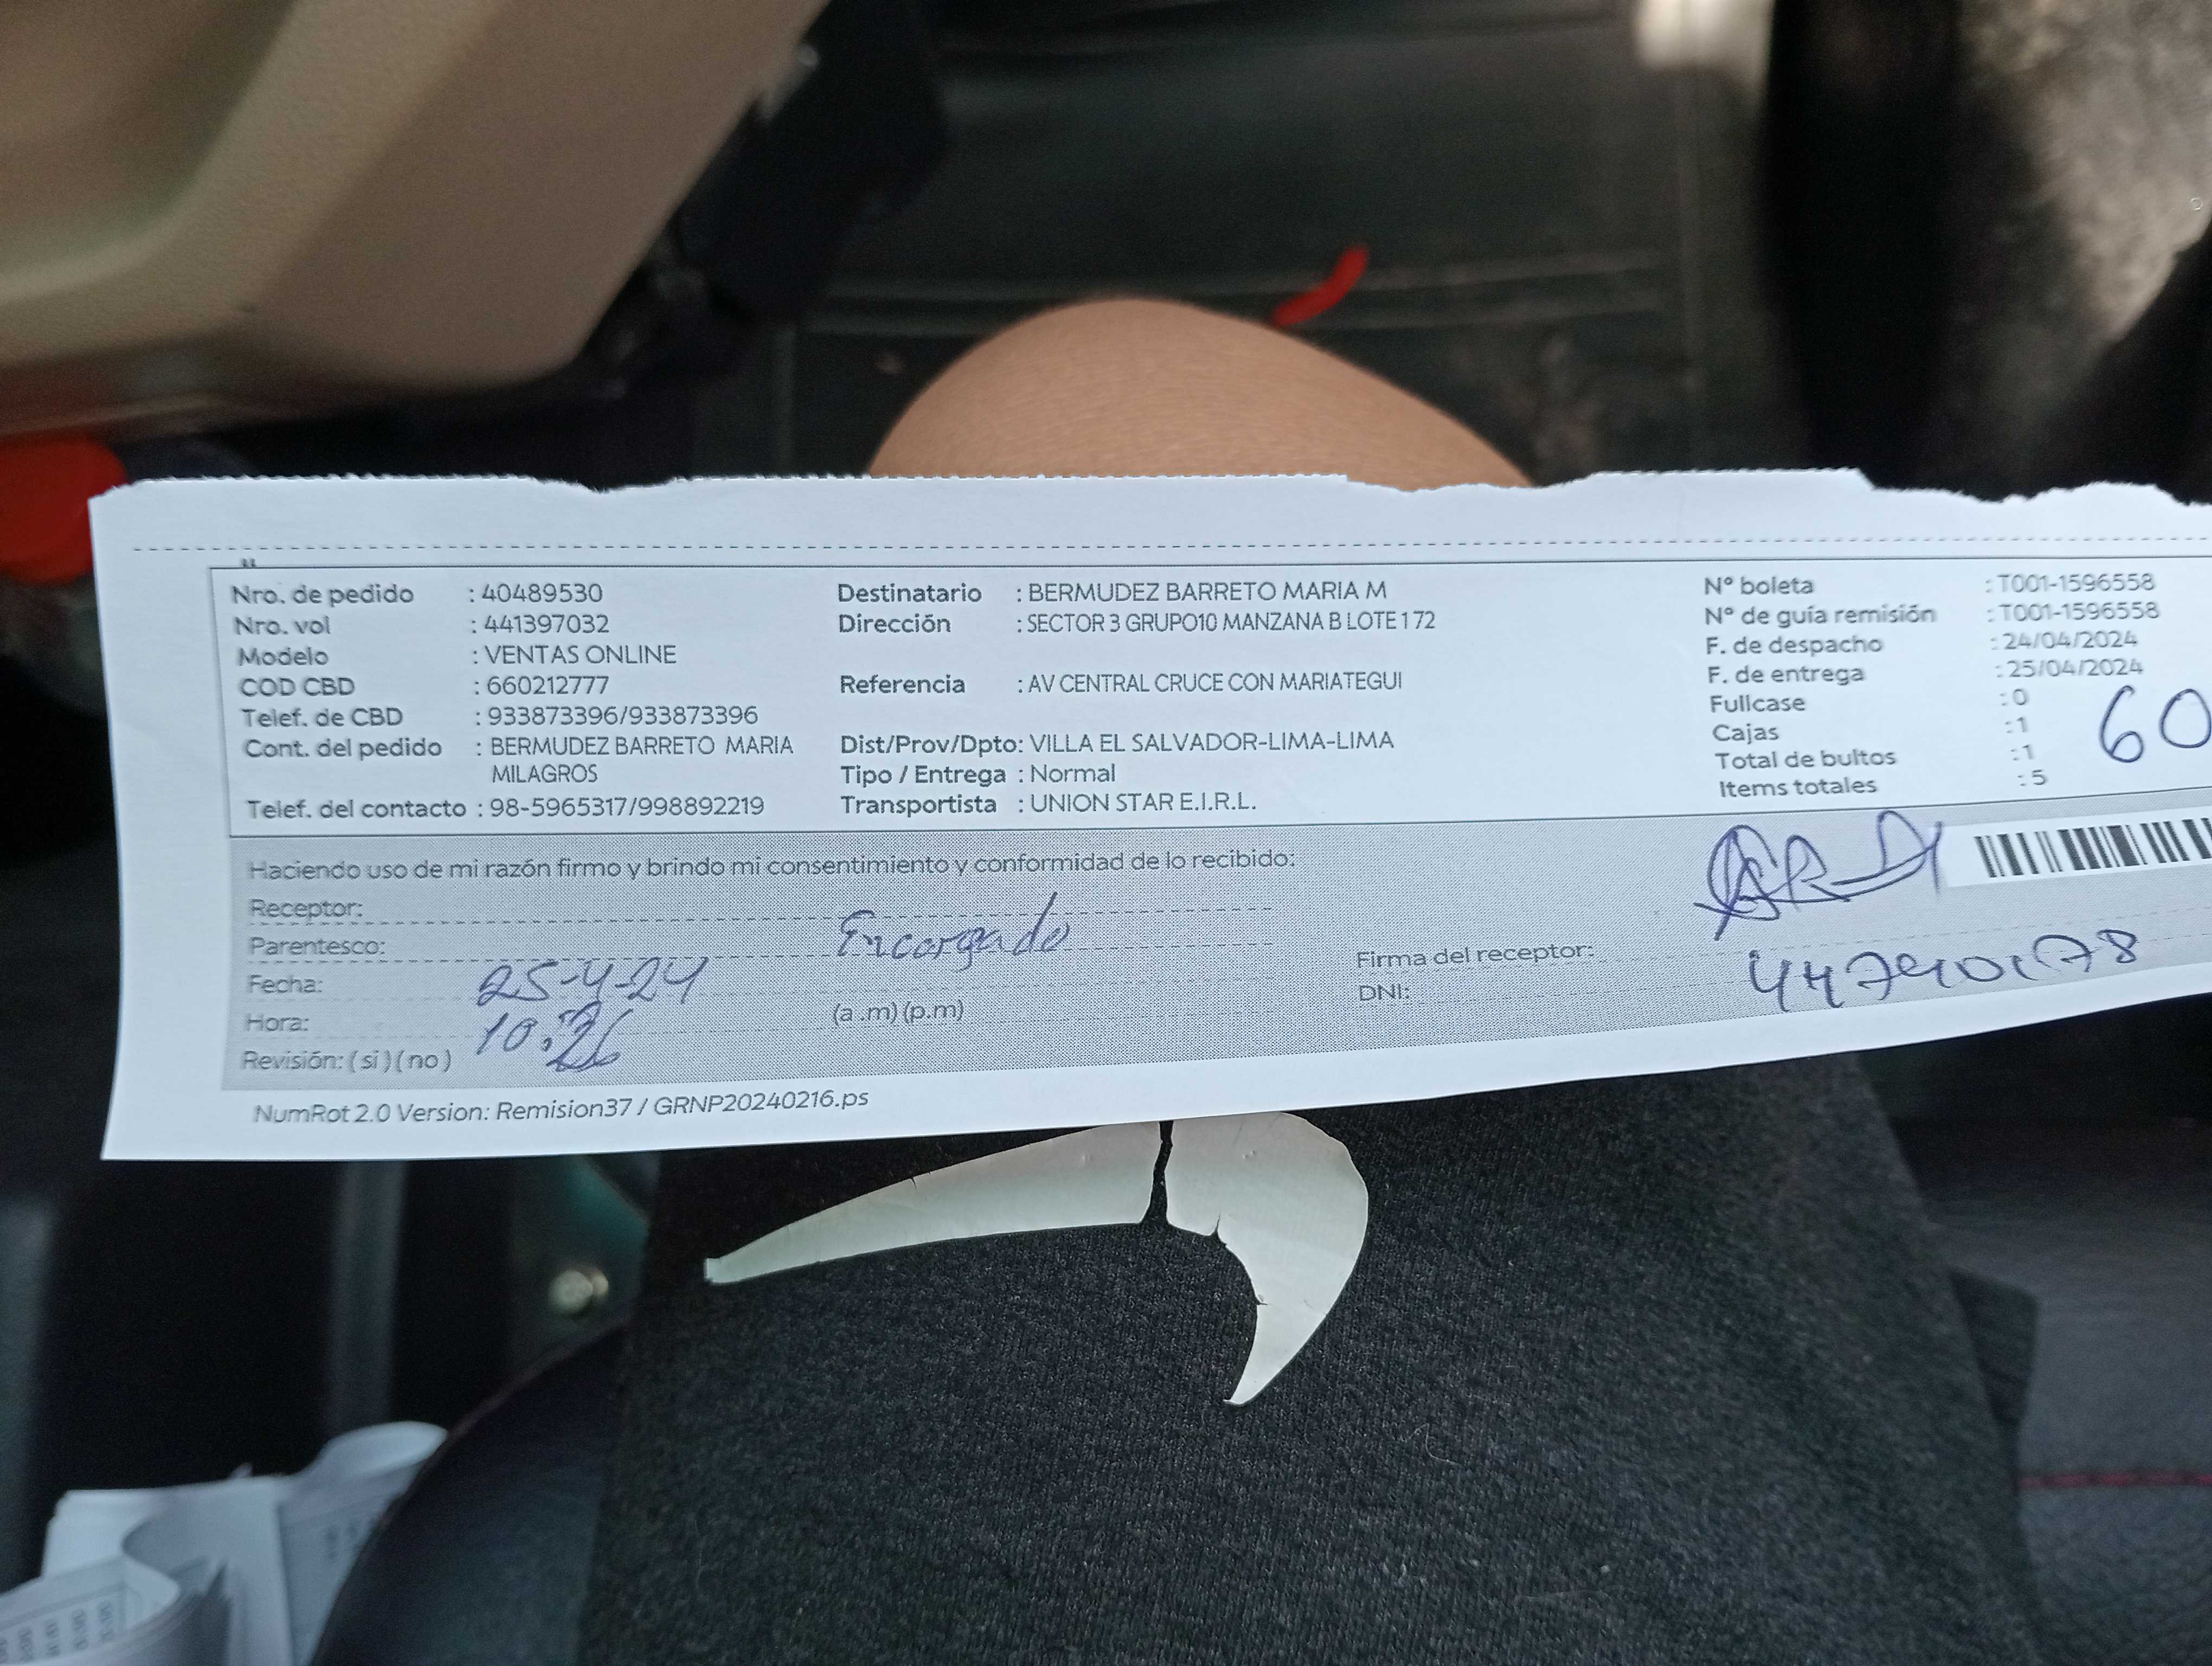 Nro. de pedido : 40489530
Nro. vol : 441397032
Modelo : VENTAS ONLINE
COD CBD : 660212777
Telef. de CBD : 933873396/933873396
Cont. del pedido : BERMUDEZ BARRETO MARIA
MILAGROS
Telef. del contacto : 98-5965317/998892219
Destinatario : BERMUDEZ BARRETO MARIA M
Dirección : SECTOR 3 GRUPO10 MANZANA B LOTE 172
Referencia : AV CENTRAL CRUCE CON MARIATEGUI
Dist/Prov/Dpto: VILLA EL SALVADOR-LIMA-LIMA
Tipo / Entrega : Normal
Transportista : UNION STAR E.I.R.L.
N° boleta : T001-1596558
N° de guía remisión : T001-1596558
F. de despacho : 24/04/2024
F. de entrega : 25/04/2024
Fullcase : 0
Cajas : 1
Total de bultos : 1
Items totales : 5
60
Haciendo uso de mi razón firmo y brindo mi consentimiento y conformidad de lo recibido:
Receptor:
Parentesco: Encargado
Fecha: 25-4-24
Hora: 10:26 (a .m) (p.m)
Revisión: ( si ) ( no )
Firma del receptor:
DNI:
NumRot 2.0 Version: Remision37 / GRNP20240216.ps